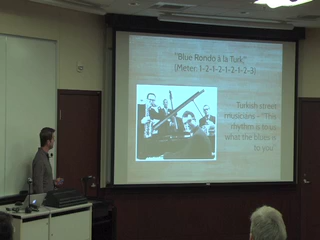 "Blue Rondo à la Turk"
(Meter: 1-2-1-2-1-2-1-2-3)
Turkish street
musicians - "This
rhythm is to us
what the blues is
to you"